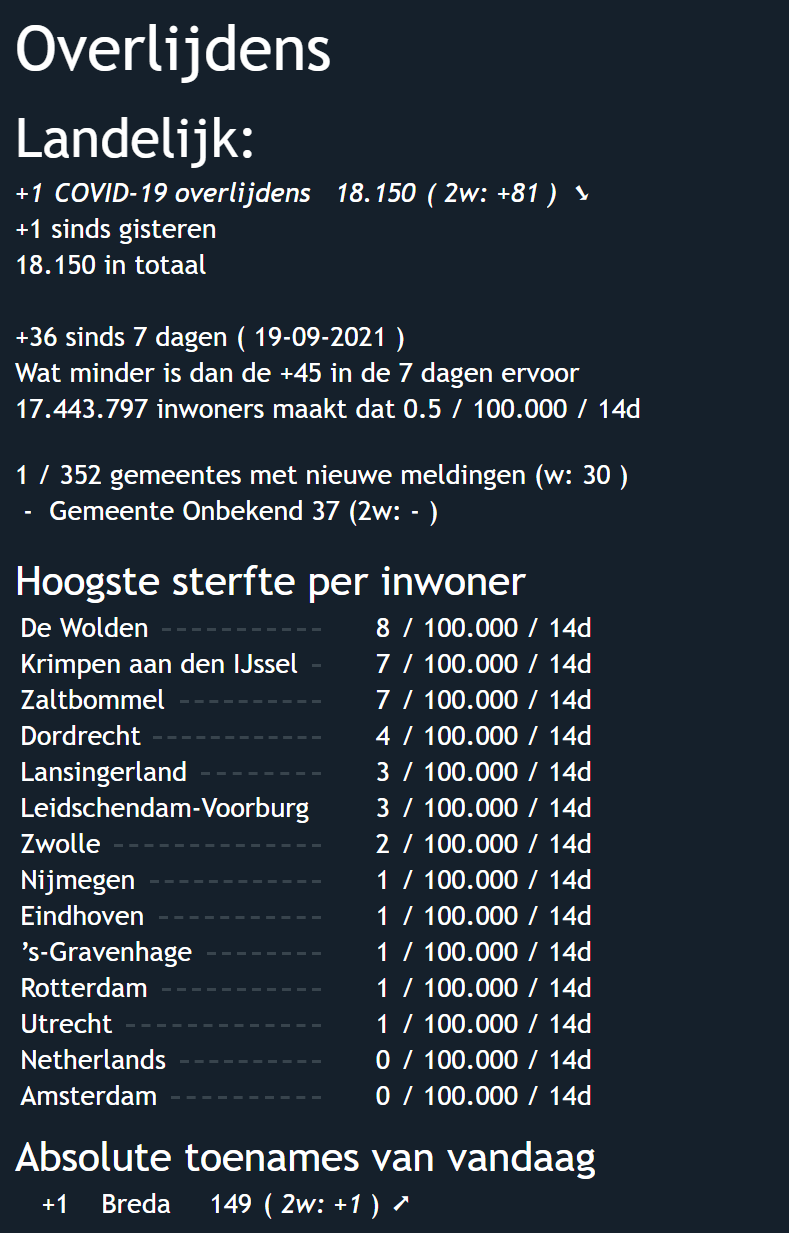 Overlijdens
Landelijk:
+1 COVID-19 overlijdens 18.150 ( 2w: +81 ) ➘
+1 sinds gisteren
18.150 in totaal
+36 sinds 7 dagen ( 19-09-2021 )
Wat minder is dan de +45 in de 7 dagen ervoor
17.443.797 inwoners maakt dat 0.5 / 100.000 / 14d
1 / 352 gemeentes met nieuwe meldingen (w: 30 )
- Gemeente Onbekend 37 (2w: - )
Hoogste sterfte per inwoner
De Wolden ----------- 8 / 100.000 / 14d
Krimpen aan den IJssel - 7 / 100.000 / 14d
Zaltbommel ---------- 7 / 100.000 / 14d
Dordrecht ------------ 4 / 100.000 / 14d
Lansingerland -------- 3 / 100.000 / 14d
Leidschendam-Voorburg 3 / 100.000 / 14d
Zwolle -------------- 2 / 100.000 / 14d
Nijmegen ------------ 1 / 100.000 / 14d
Eindhoven ----------- 1 / 100.000 / 14d
’s-Gravenhage -------- 1 / 100.000 / 14d
Rotterdam ----------- 1 / 100.000 / 14d
Utrecht ------------- 1 / 100.000 / 14d
Netherlands ---------- 0 / 100.000 / 14d
Amsterdam ---------- 0 / 100.000 / 14d
Absolute toenames van vandaag
+1 Breda 149 ( 2w: +1 ) ➚